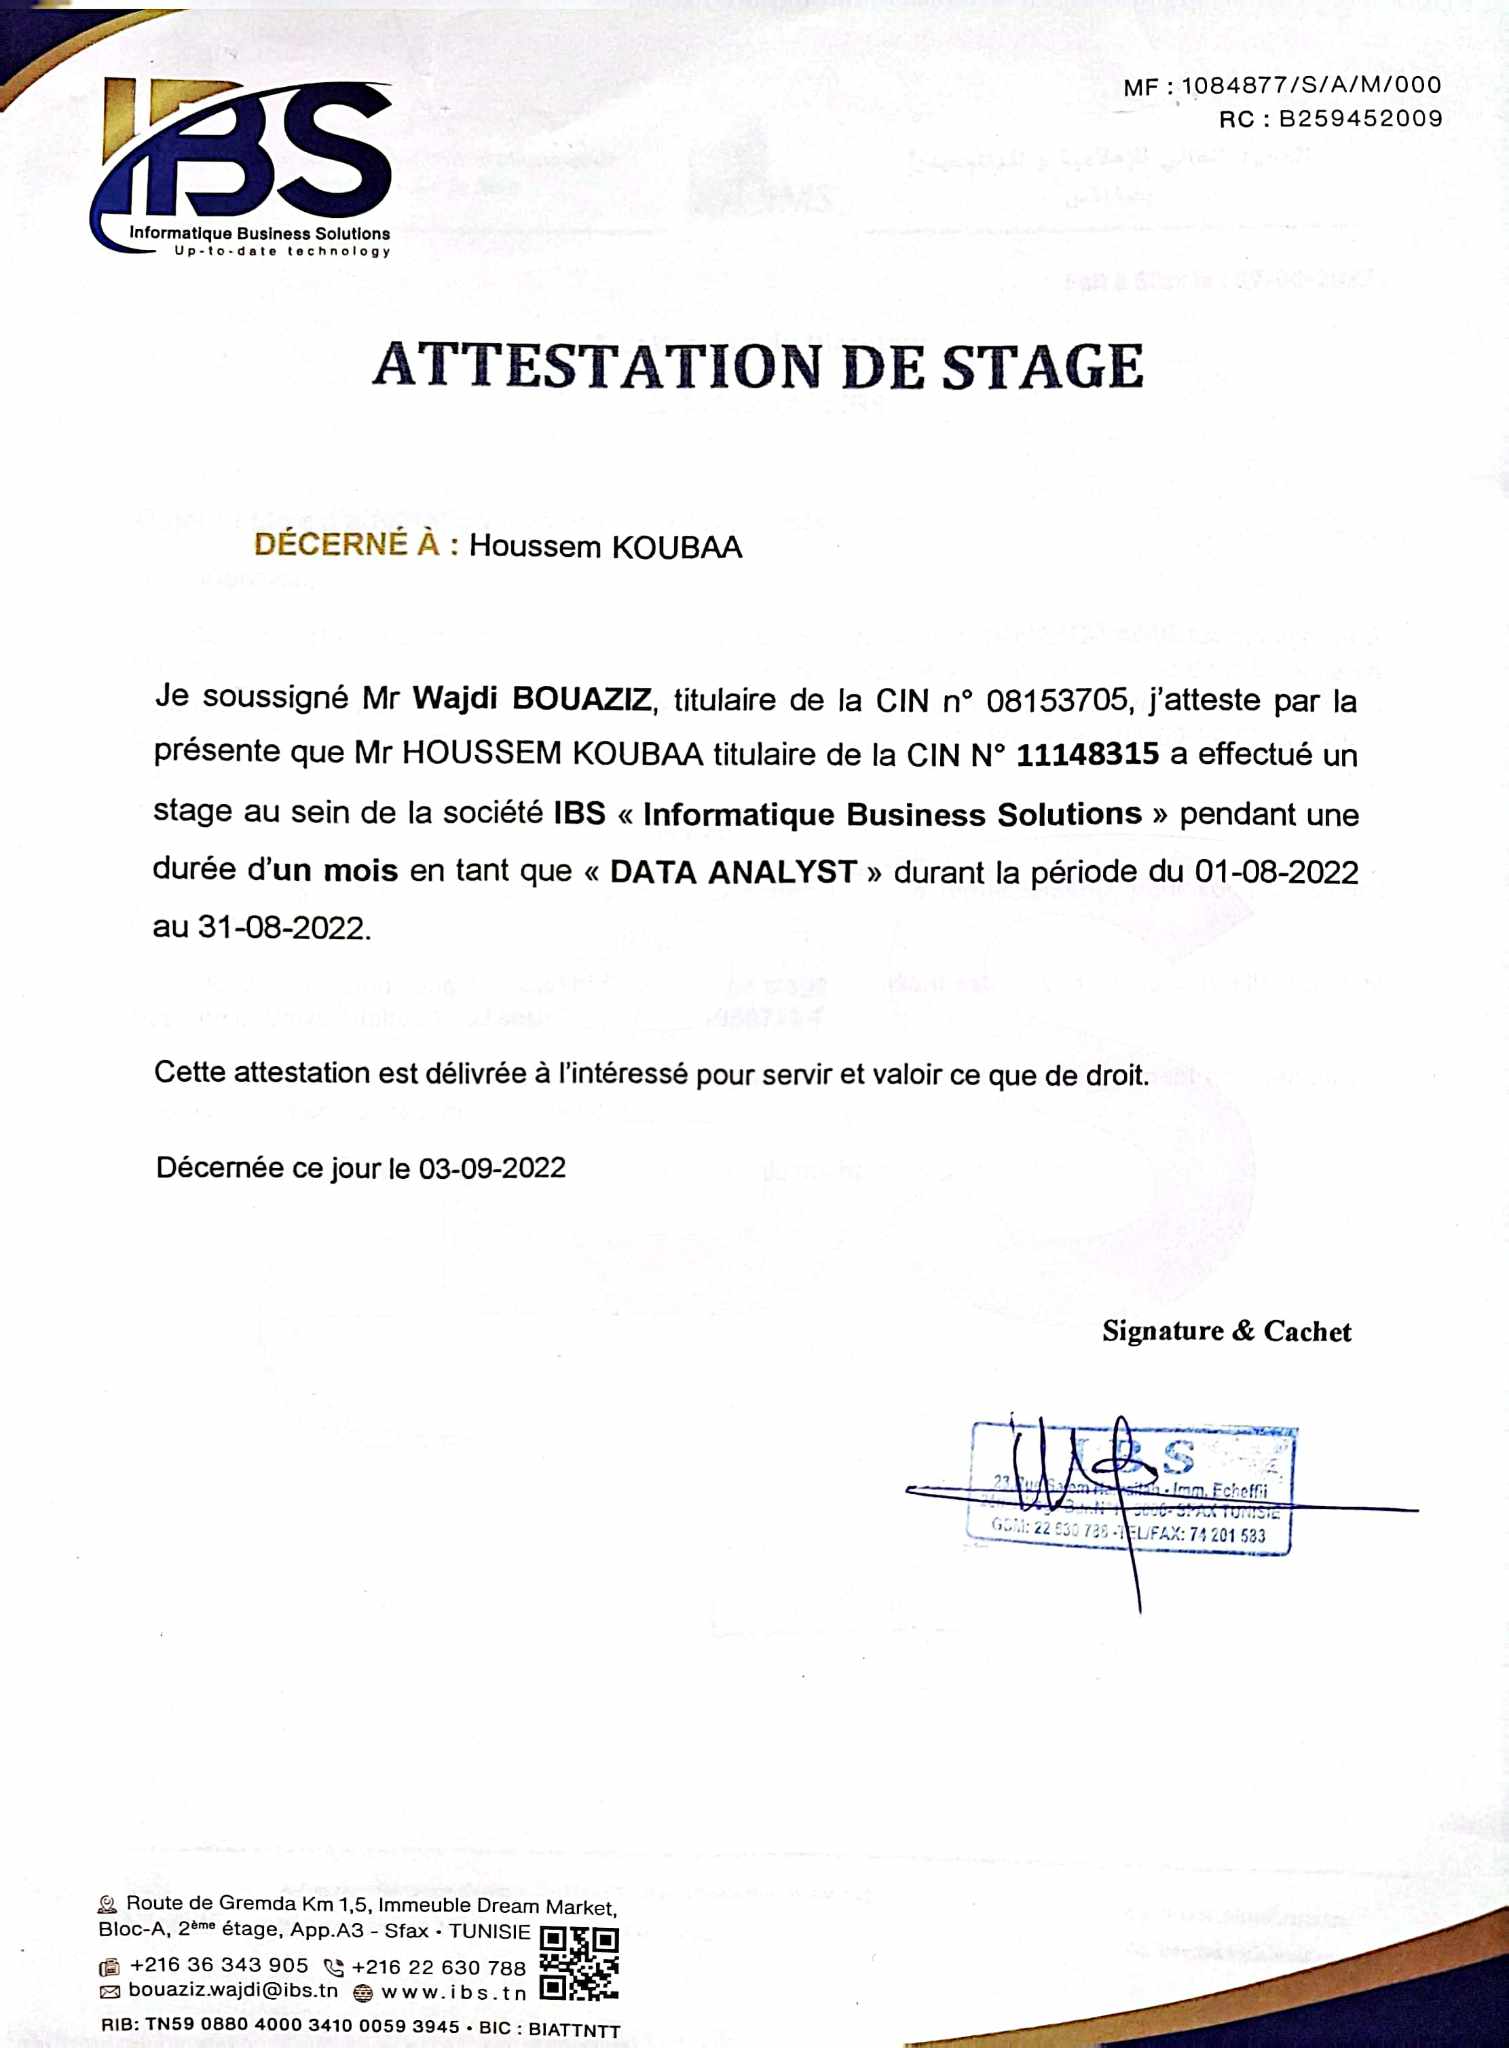 IBS
Informatique Business Solutions
Up-to-date technology
MF : 1084877/S/A/M/000
RC : B259452009
ATTESTATION DE STAGE
DÉCERNÉ À : Houssem KOUBAA
Je soussigné Mr Wajdi BOUAZIZ, titulaire de la CIN n° 08153705, j'atteste par la
présente que Mr HOUSSEM KOUBAA titulaire de la CIN N° 11148315 a effectué un
stage au sein de la société IBS « Informatique Business Solutions » pendant une
durée d'un mois en tant que « DATA ANALYST » durant la période du 01-08-2022
au 31-08-2022.
Cette attestation est délivrée à l'intéressé pour servir et valoir ce que de droit.
Décernée ce jour le 03-09-2022
Signature & Cachet
IBS
23 Rue - Imm. Echeffii
SFAX TUNISIE
GSM: 22 630 788 -TEL/FAX: 74 201 583
Route de Gremda Km 1,5, Immeuble Dream Market,
Bloc-A, 2ème étage, App.A3 - Sfax • TUNISIE
+216 36 343 905 +216 22 630 788
bouaziz.wajdi@ibs.tn www.ibs.tn
RIB: TN59 0880 4000 3410 0059 3945 • BIC : BIATTNTT